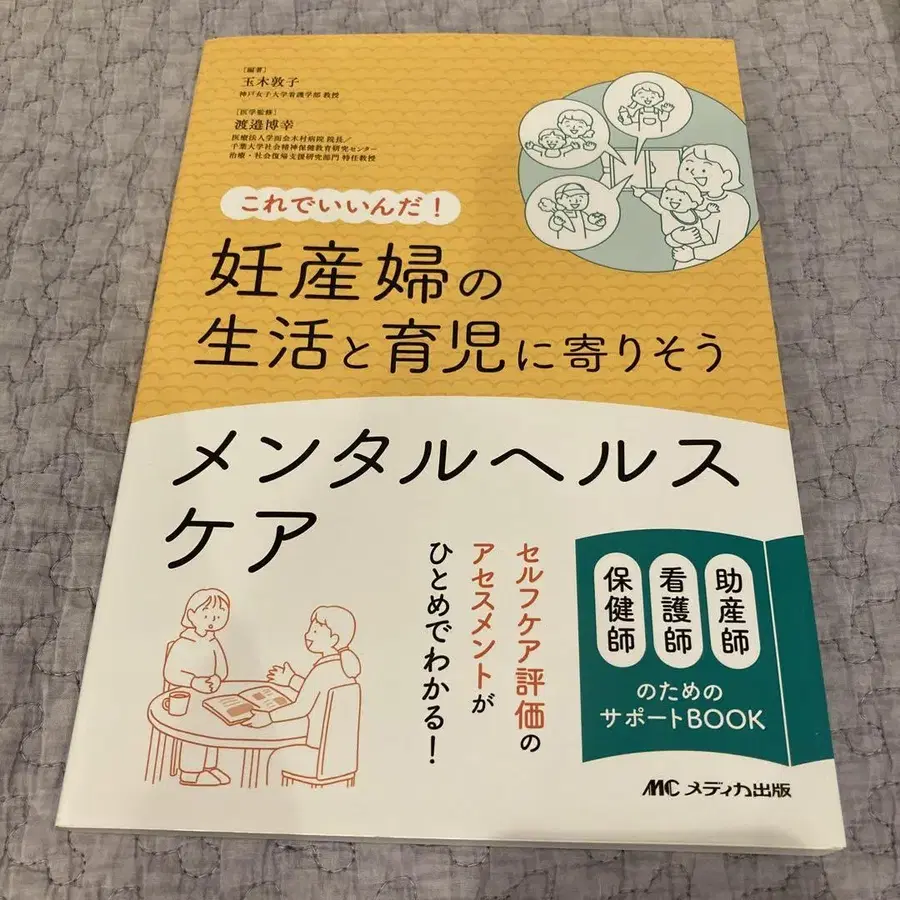 [編著]
玉木敦子
神戸女子大学看護学部 教授
[医学監修]
渡邉博幸
医療法人学而会木村病院 院長/
千葉大学社会精神保健教育研究センター
治療・社会復帰支援研究部門 特任教授
これでいいんだ!
妊産婦の
生活と育児に寄りそう
メンタルヘルス
ケア
セルフケア評価の
アセスメントが
ひとめでわかる!
助産師
看護師
保健師
のための
サポートBOOK
MC メディカ出版